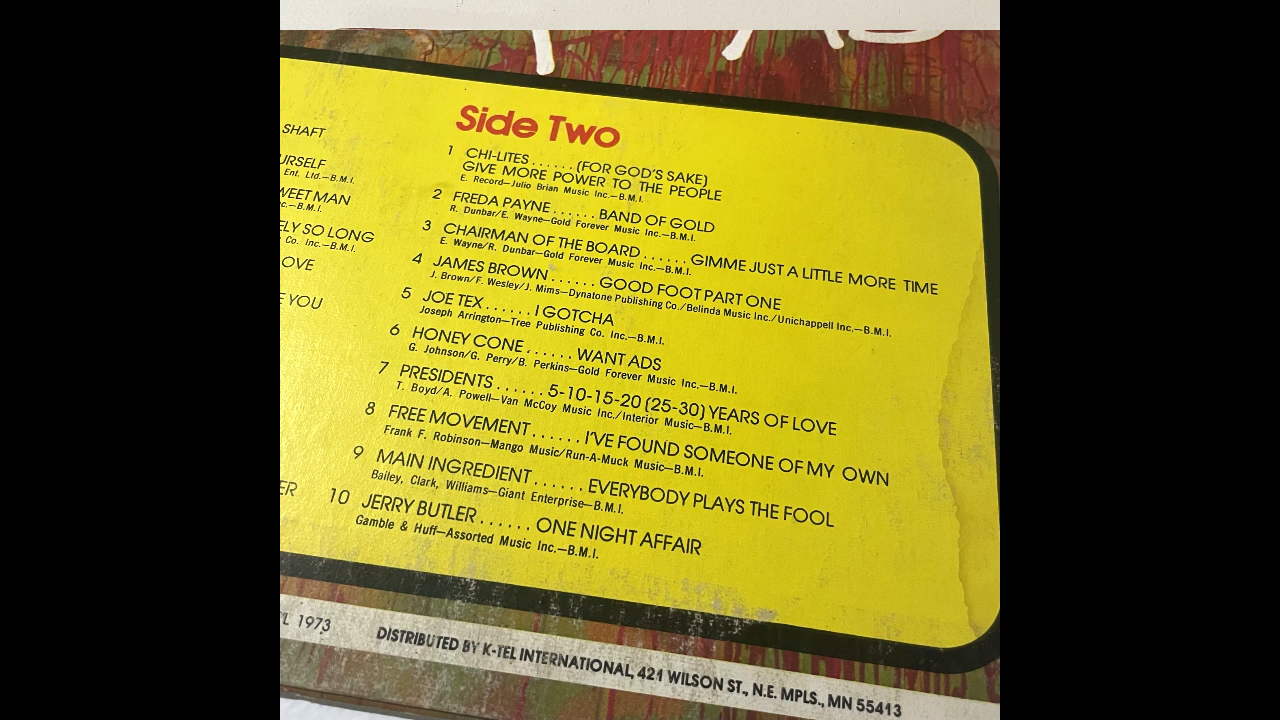 SHAFT
URSELF
Ent. Ltd.—B.M.I.
WEET MAN
nc.—B.M.I.
ELY SO LONG
Co. Inc.—B.M.I.
OVE
E YOU
ER
Side Two
1 CHI-LITES . . . . . . (FOR GOD'S SAKE)
GIVE MORE POWER TO THE PEOPLE
E. Record—Julio Brian Music Inc.—B.M.I.
2 FREDA PAYNE . . . . . . BAND OF GOLD
R. Dunbar/E. Wayne—Gold Forever Music Inc.—B.M.I.
3 CHAIRMAN OF THE BOARD . . . . . . GIMME JUST A LITTLE MORE TIME
E. Wayne/R. Dunbar—Gold Forever Music Inc.—B.M.I.
4 JAMES BROWN . . . . . . GOOD FOOT PART ONE
J. Brown/F. Wesley/J. Mims—Dynatone Publishing Co./Belinda Music Inc./Unichappell Inc.—B.M.I.
5 JOE TEX . . . . . . I GOTCHA
Joseph Arrington—Tree Publishing Co. Inc.—B.M.I.
6 HONEY CONE . . . . . . WANT ADS
G. Johnson/G. Perry/B. Perkins—Gold Forever Music Inc.—B.M.I.
7 PRESIDENTS . . . . . . 5-10-15-20 (25-30) YEARS OF LOVE
T. Boyd/A. Powell—Van McCoy Music Inc./Interior Music—B.M.I.
8 FREE MOVEMENT . . . . . . I'VE FOUND SOMEONE OF MY OWN
Frank F. Robinson—Mango Music/Run-A-Muck Music—B.M.I.
9 MAIN INGREDIENT . . . . . . EVERYBODY PLAYS THE FOOL
Bailey, Clark, Williams—Giant Enterprise—B.M.I.
10 JERRY BUTLER . . . . . . ONE NIGHT AFFAIR
Gamble & Huff—Assorted Music Inc.—B.M.I.
L 1973 DISTRIBUTED BY K-TEL INTERNATIONAL, 421 WILSON ST., N.E. MPLS., MN 55413